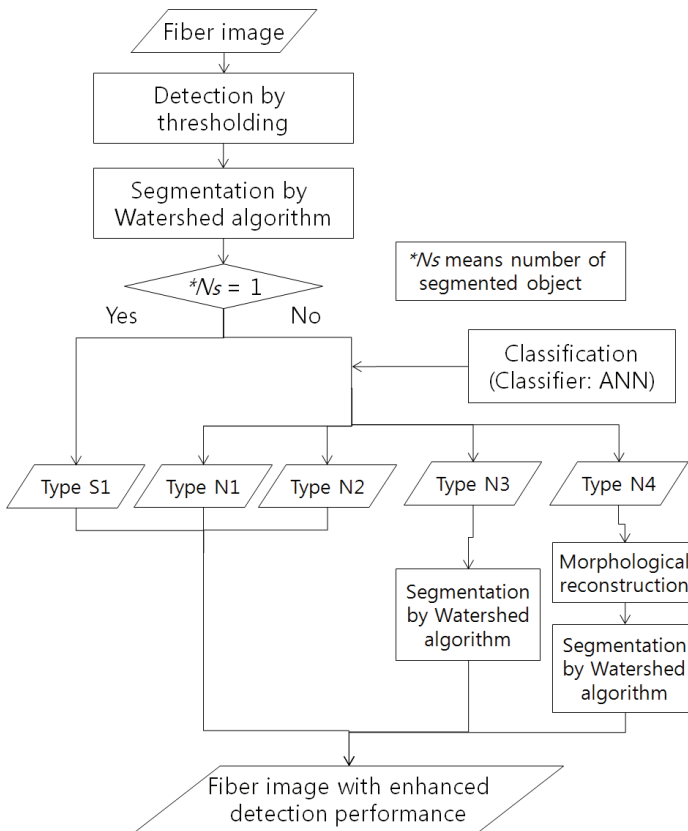 Fiber image
Detection by
thresholding
Segmentation by
Watershed algorithm
*Ns = 1
*Ns means number of
segmented object
Yes
No
Classification
(Classifier: ANN)
Type S1
Type N1
Type N2
Type N3
Type N4
Segmentation
by Watershed
algorithm
Morphological
reconstruction
Segmentation
by Watershed
algorithm
Fiber image with enhanced
detection performance